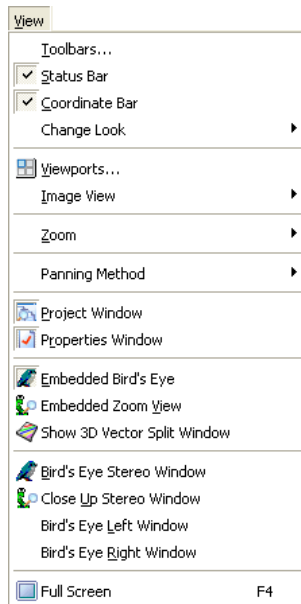 View
Toolbars...
Status Bar
Coordinate Bar
Change Look
Viewports...
Image View
Zoom
Panning Method
Project Window
Properties Window
Embedded Bird's Eye
Embedded Zoom View
Show 3D Vector Split Window
Bird's Eye Stereo Window
Close Up Stereo Window
Bird's Eye Left Window
Bird's Eye Right Window
Full Screen F4